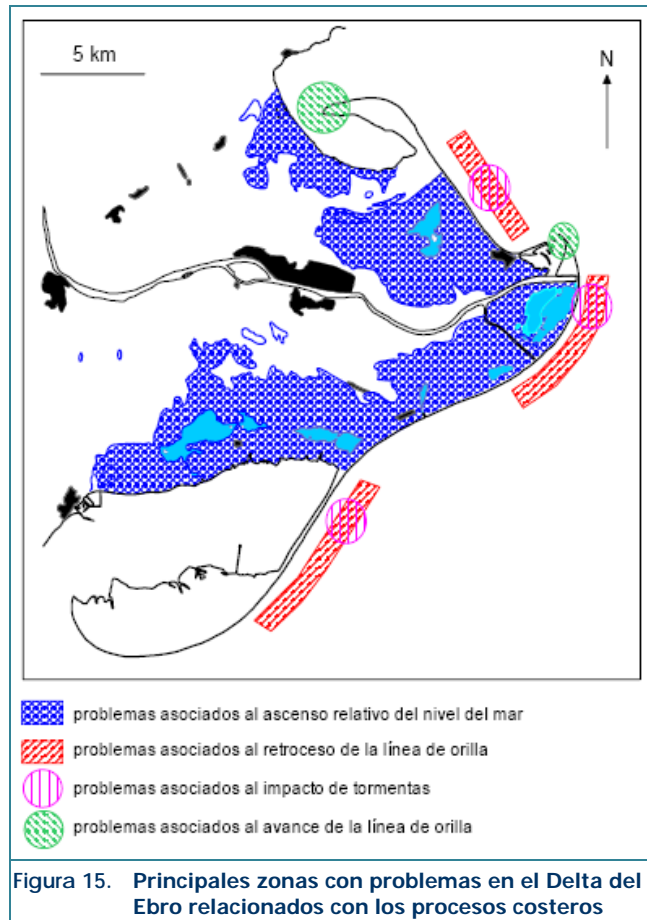 5 km
N
problemas asociados al ascenso relativo del nivel del mar
problemas asociados al retroceso de la línea de orilla
problemas asociados al impacto de tormentas
problemas asociados al avance de la línea de orilla
Figura 15. Principales zonas con problemas en el Delta del
Ebro relacionados con los procesos costeros